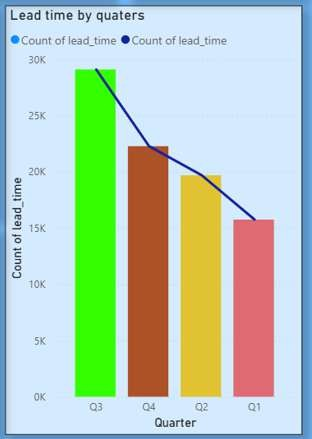 Lead time by quaters
Count of lead_time Count of lead_time
30K
25K
20K
15K
10K
5K
0K
Count of lead_time
Q3 Q4 Q2 Q1
Quarter